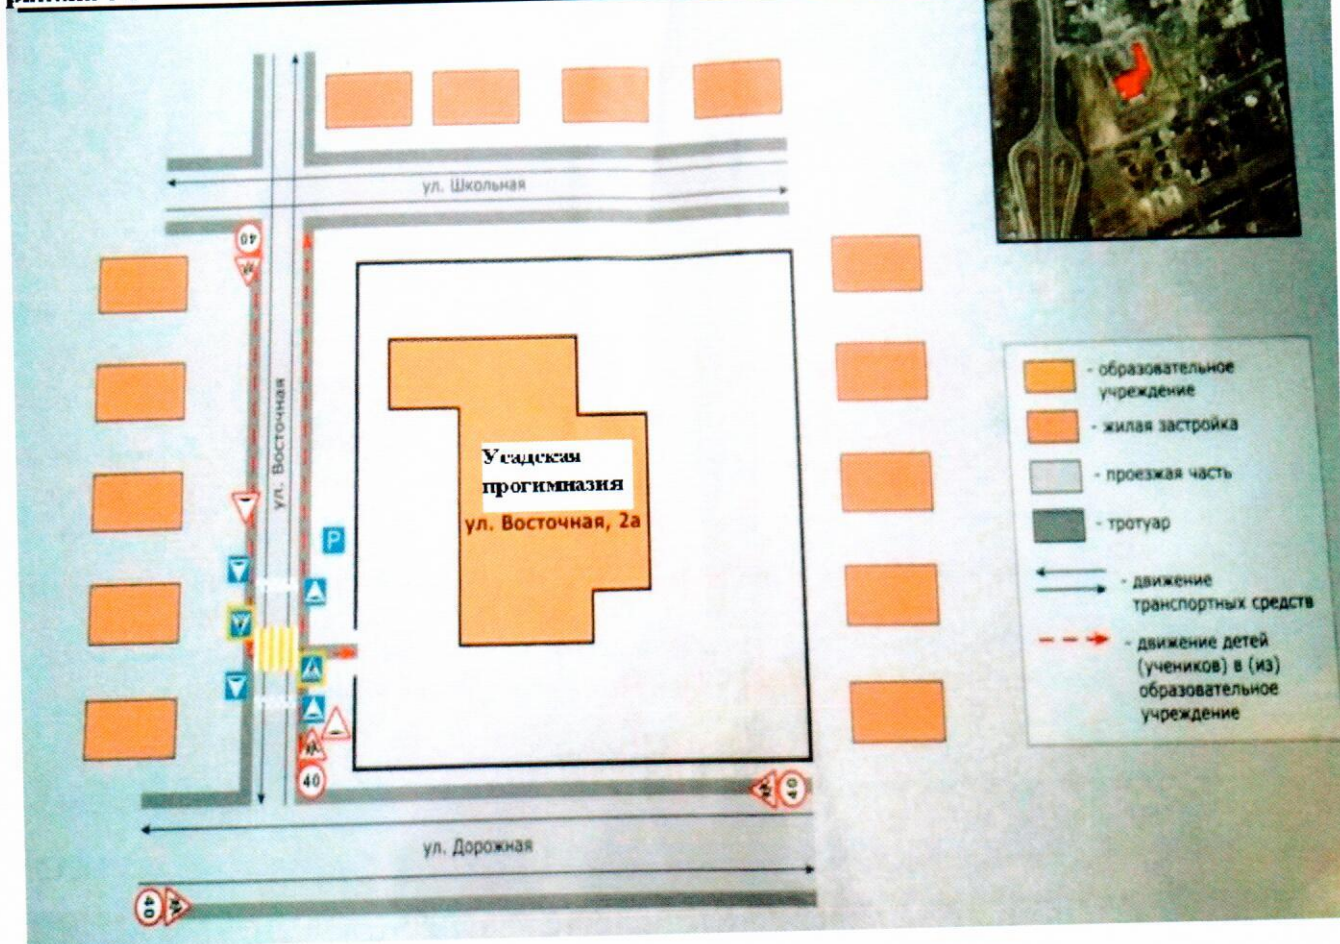 ул. Школьная
40
ул. Восточная
Усадская
прогимназия
ул. Восточная, 2а
P
40
40
ул. Дорожная
40
- образовательное
учреждение
- жилая застройка
- проезжая часть
- тротуар
- движение
транспортных средств
- движение детей
(учеников) в (из)
образовательное
учреждение